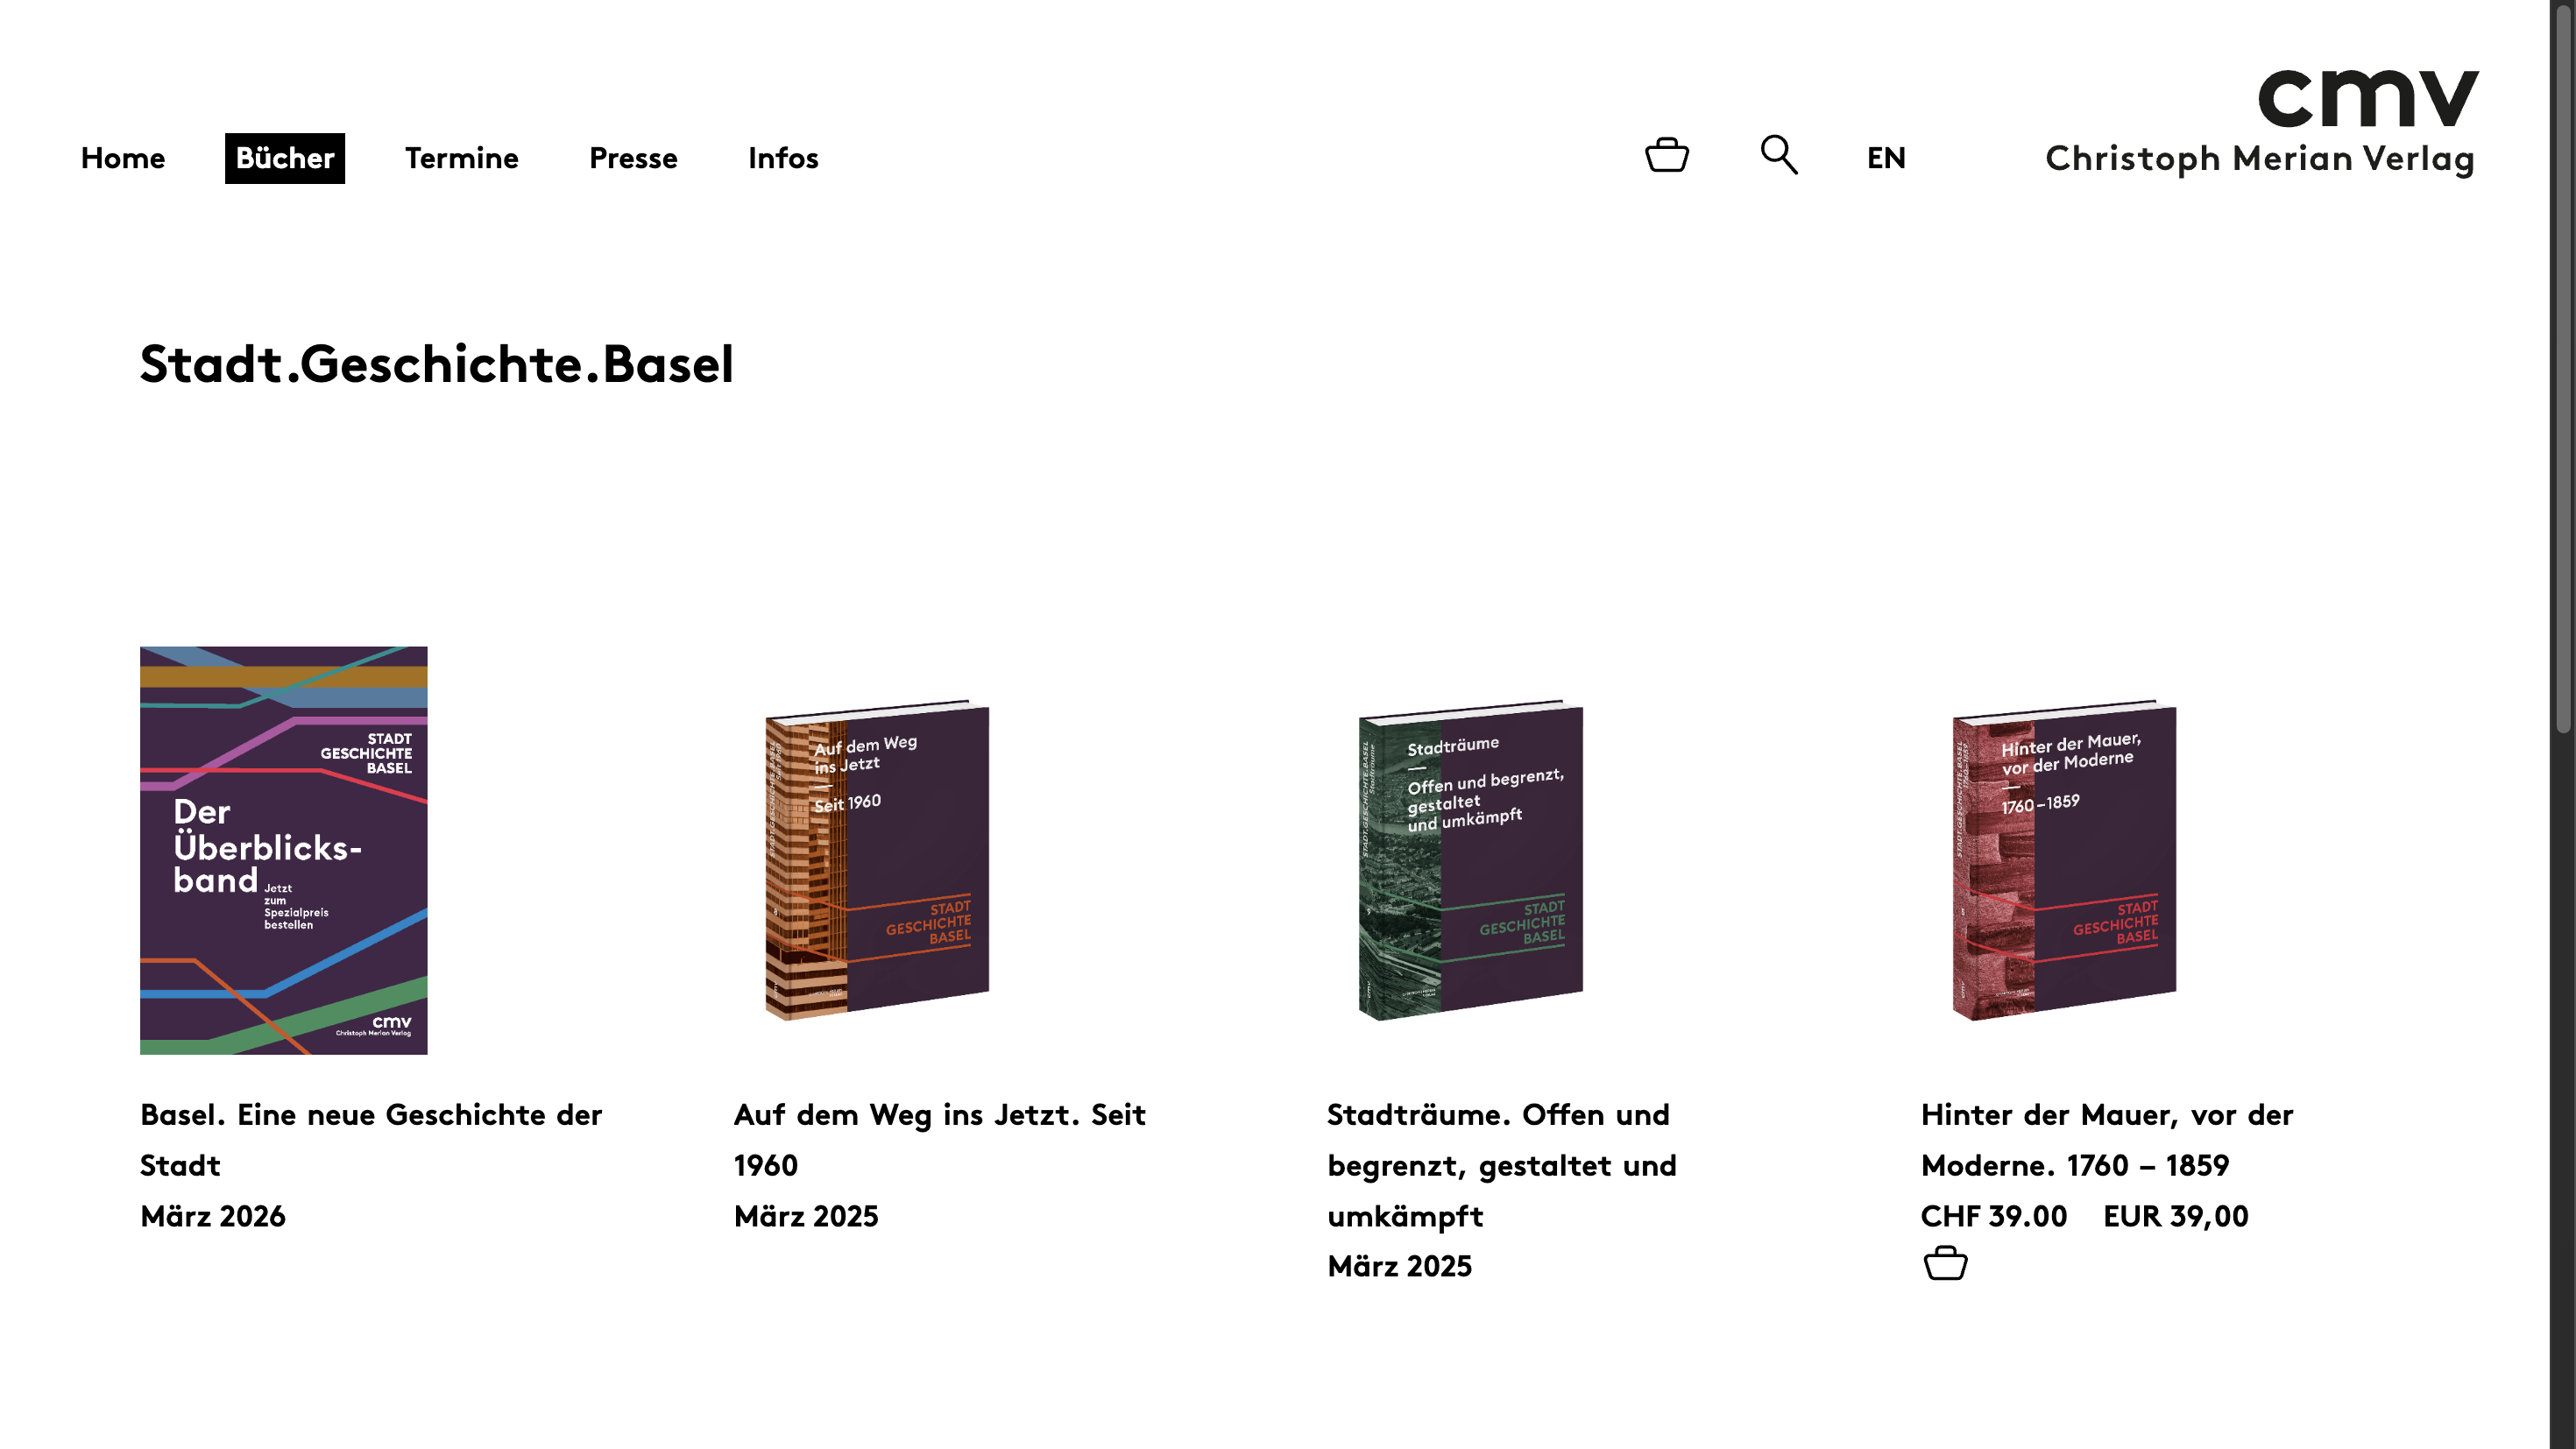 cmv
Christoph Merian Verlag
Home
Bücher
Termine
Presse
Infos
EN
Stadt.Geschichte.Basel
STADT
GESCHICHTE
BASEL
Der
Überblicks-
band
Jetzt
zum
Spezialpreis
bestellen
cmv
Christoph Merian Verlag
Basel. Eine neue Geschichte der
Stadt
März 2026
Auf dem Weg
ins Jetzt
Seit 1960
STADT
GESCHICHTE
BASEL
Auf dem Weg ins Jetzt. Seit
1960
März 2025
Stadträume
Offen und begrenzt,
gestaltet
und umkämpft
STADT
GESCHICHTE
BASEL
Stadträume. Offen und
begrenzt, gestaltet und
umkämpft
März 2025
Hinter der Mauer,
vor der Moderne
1760–1859
STADT
GESCHICHTE
BASEL
Hinter der Mauer, vor der
Moderne. 1760 – 1859
CHF 39.00 EUR 39,00